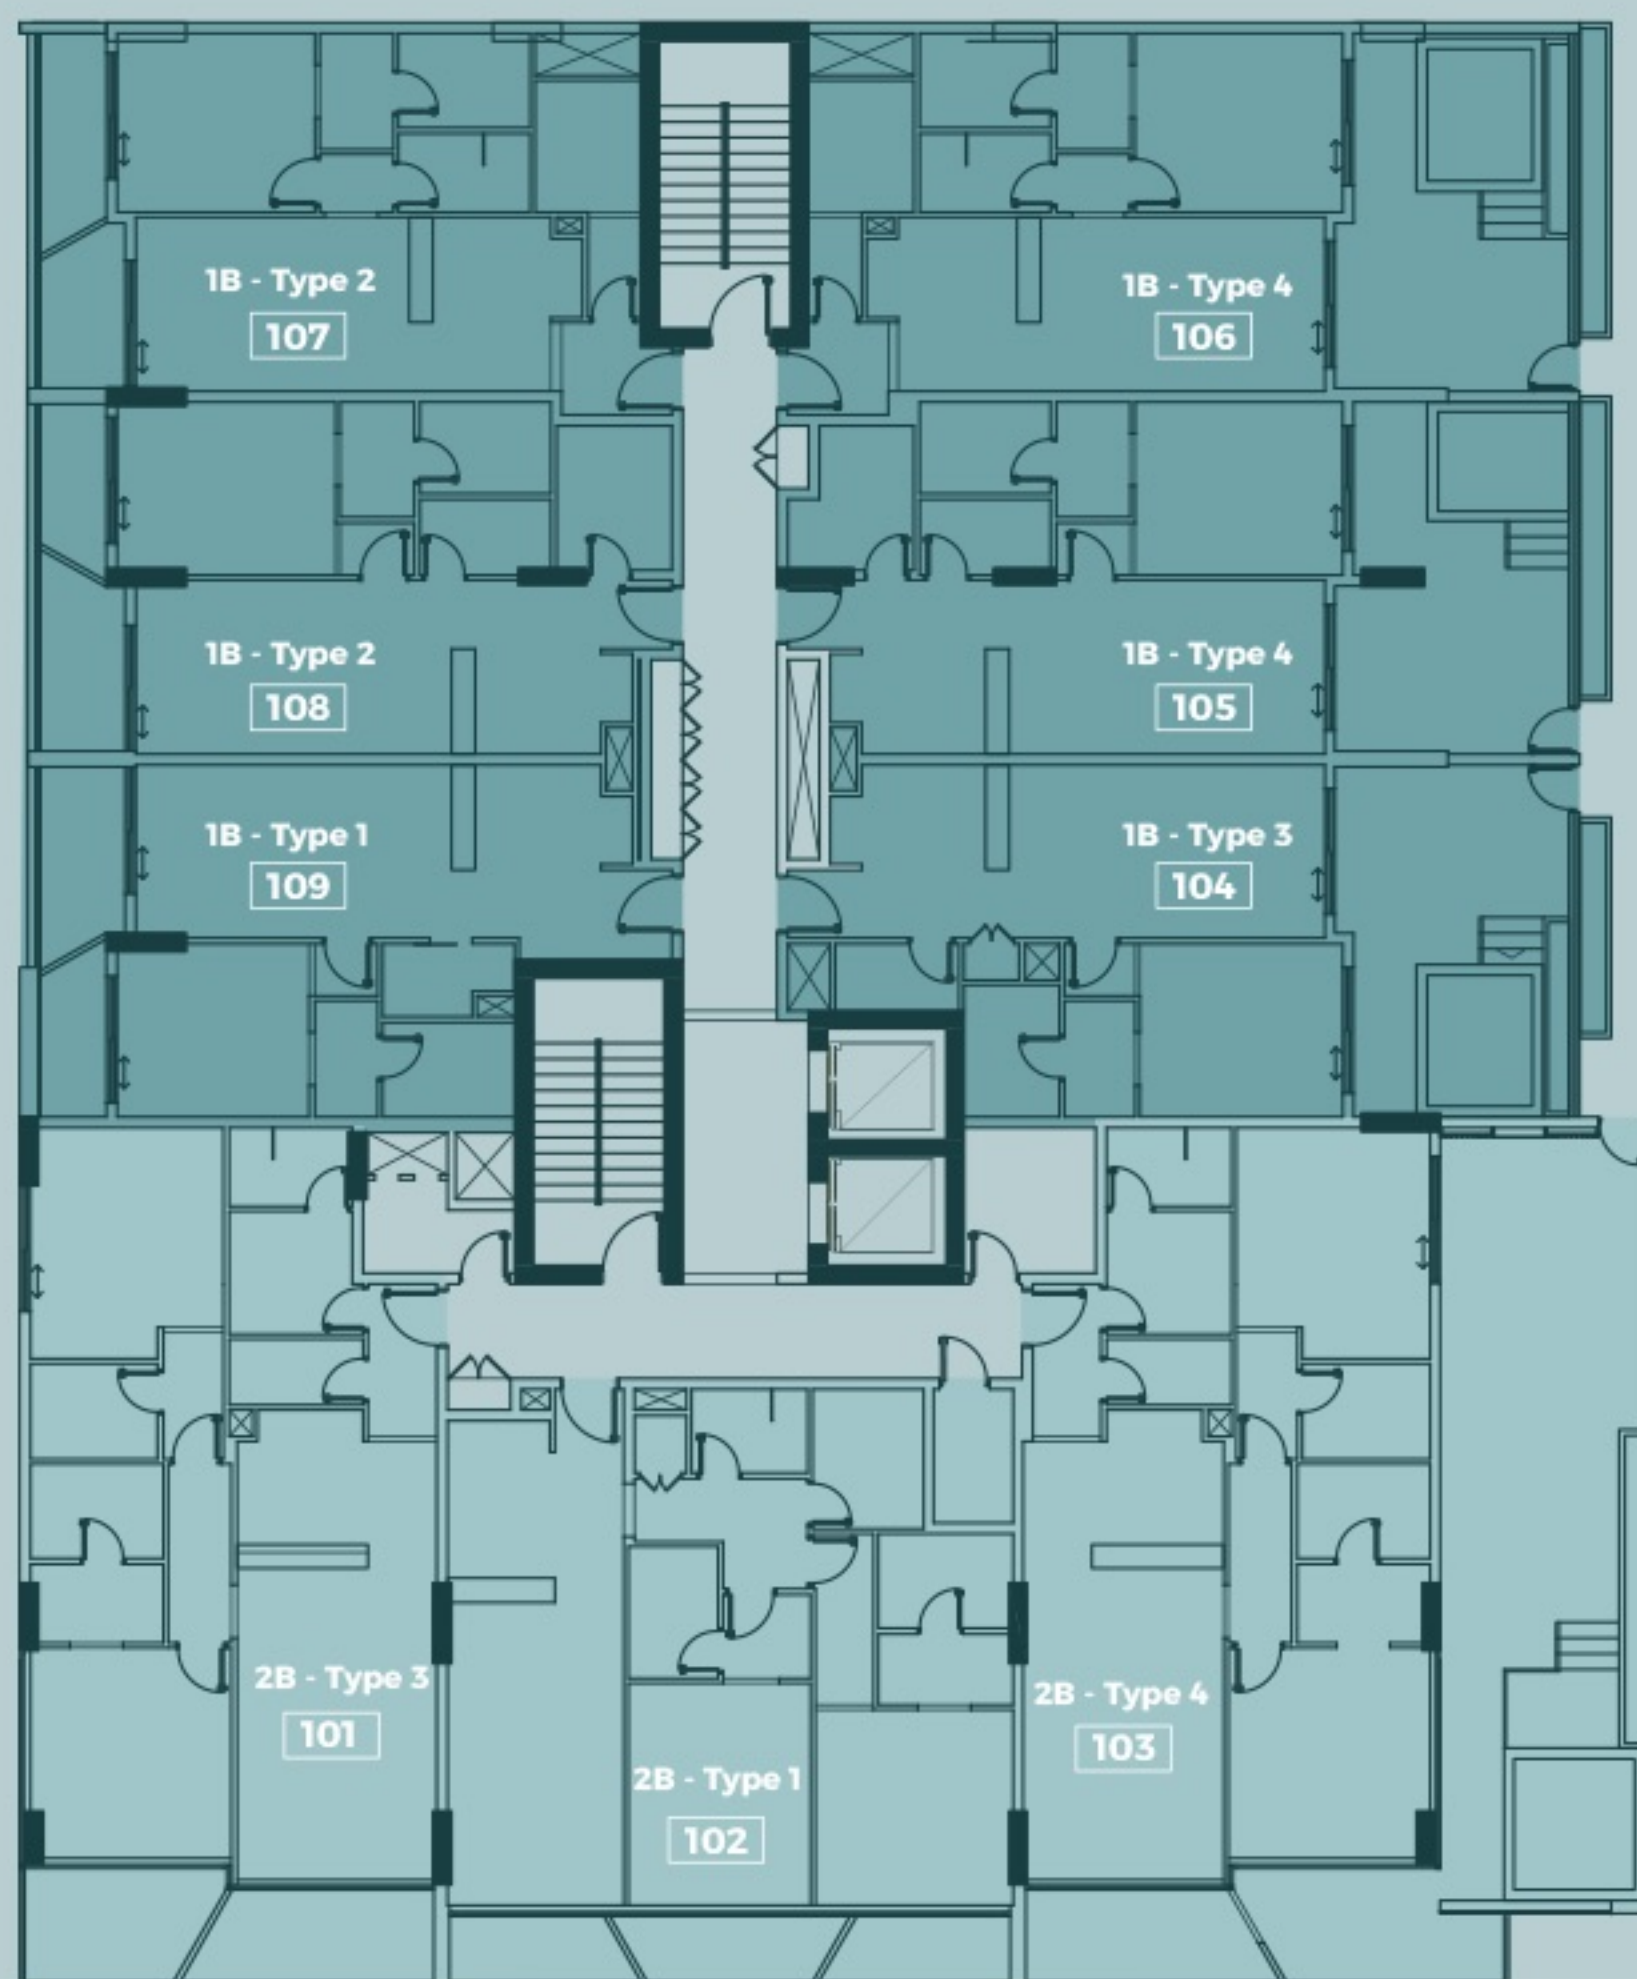 1B - Type 2
107
1B - Type 4
106
1B - Type 2
108
1B - Type 4
105
1B - Type 1
109
1B - Type 3
104
2B - Type 3
101
2B - Type 4
103
2B - Type 1
102